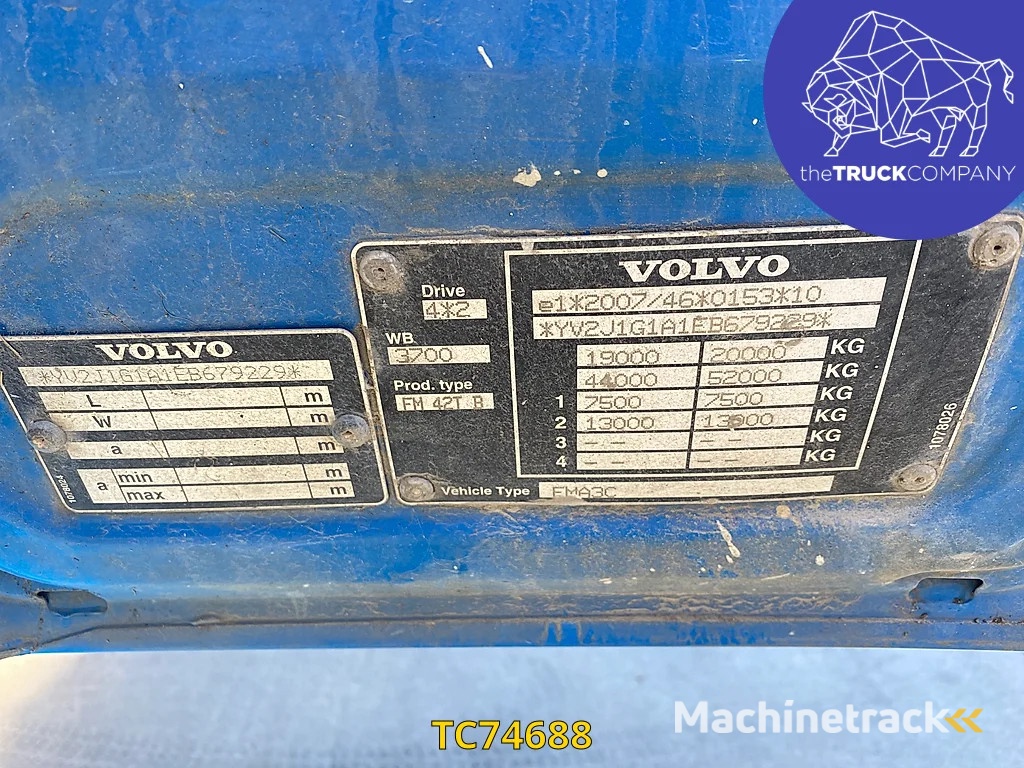 theTRUCKCOMPANY
VOLVO
*YV2J1G1A1EB679229*
L m
W m
a m
a min m
max m
Drive
4*2
WB
3700
Prod. type
FM 42T B
VOLVO
e1*2007/46*0153*10
*YV2J1G1A1EB679229*
19000 20000 KG
44000 52000 KG
1 7500 7500 KG
2 13000 13000 KG
3 -- -- KG
4 -- -- KG
Vehicle Type FMA3C
1078026
Machinetrack
TC74688